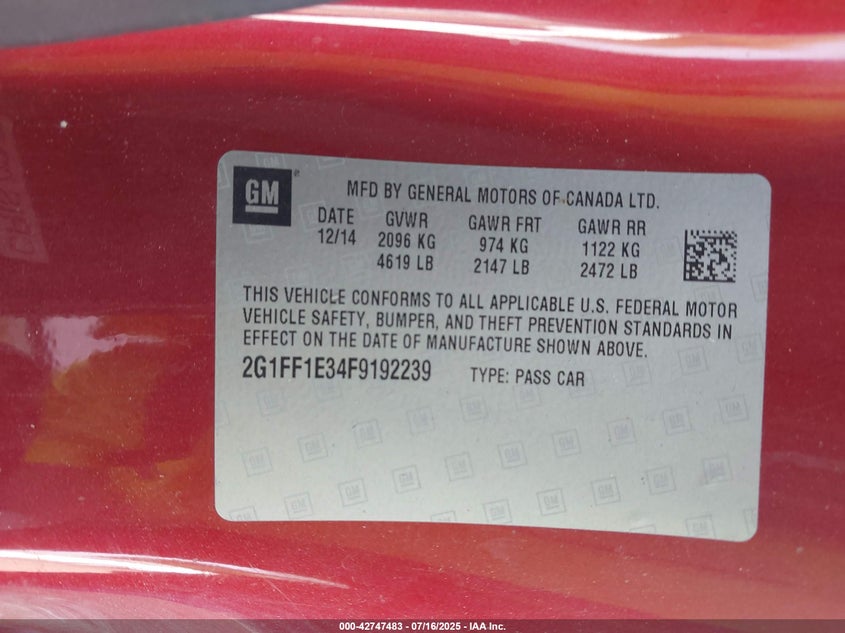 GM®
MFD BY GENERAL MOTORS OF CANADA LTD.
DATE GVWR GAWR FRT GAWR RR
12/14 2096 KG 974 KG 1122 KG
4619 LB 2147 LB 2472 LB
THIS VEHICLE CONFORMS TO ALL APPLICABLE U.S. FEDERAL MOTOR
VEHICLE SAFETY, BUMPER, AND THEFT PREVENTION STANDARDS IN
EFFECT ON THE DATE OF MANUFACTURE SHOWN ABOVE.
2G1FF1E34F9192239 TYPE: PASS CAR
000-42747483 - 07/16/2025 - IAA Inc.